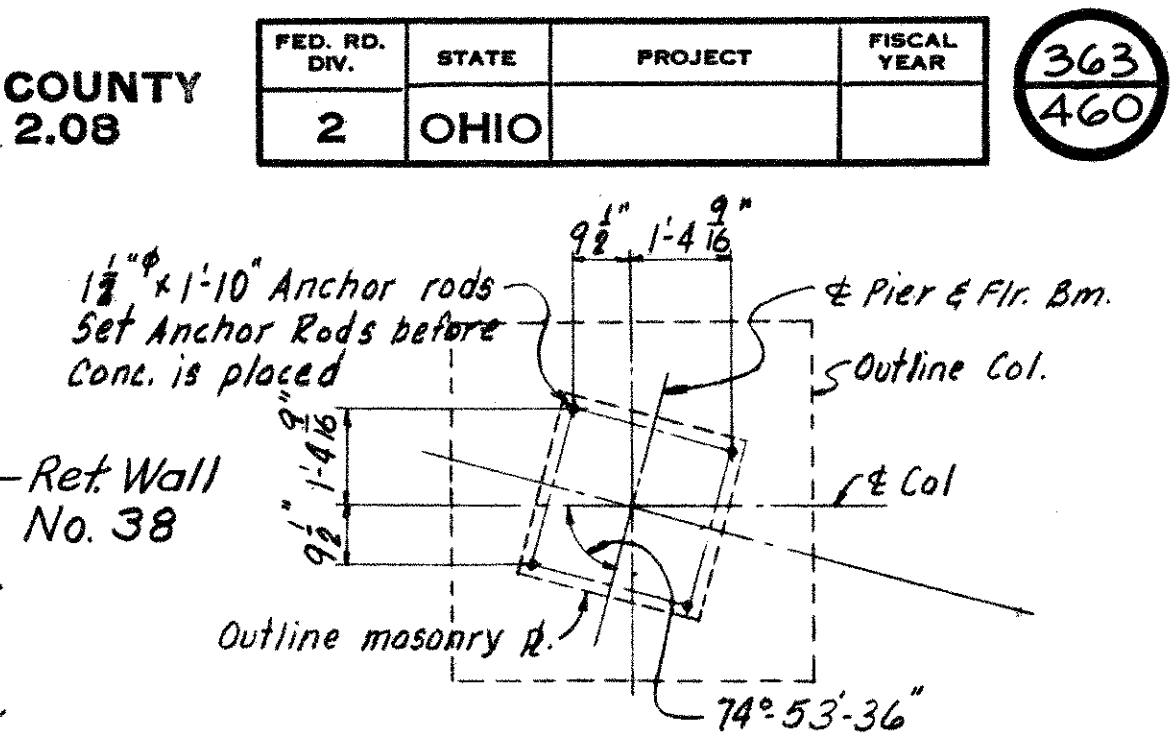 COUNTY
2.08
FED. RD. DIV.
STATE
PROJECT
FISCAL YEAR
2
OHIO
363
460
9 1/2" 1'-4 9/16"
1 1/2"ϕ x 1'-10" Anchor rods
Set Anchor Rods before
Conc. is placed
℄ Pier & Flr. Bm.
Outline Col.
1'-4 9/16"
9 1/2"
Ret. Wall
No. 38
℄ Col
Outline masonry ⅊.
74°-53'-36"